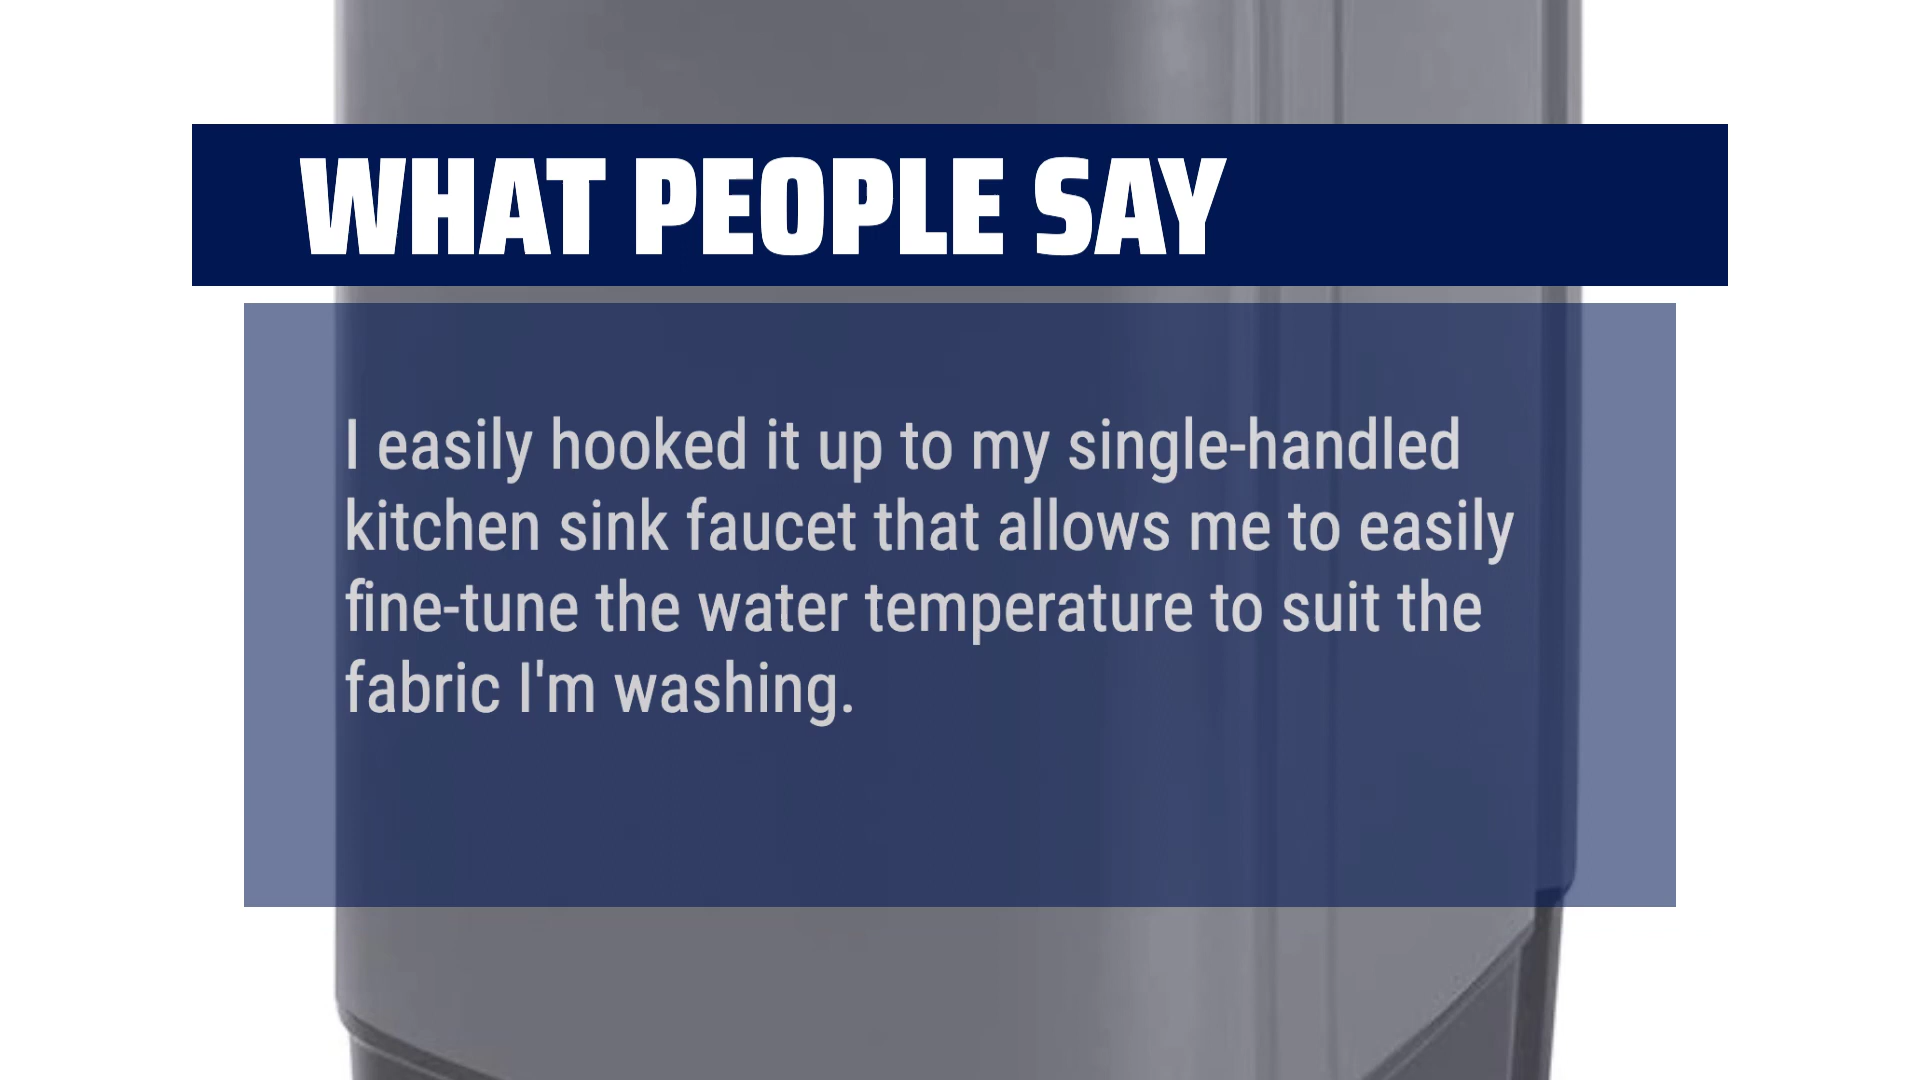 WHAT PEOPLE SAY
I easily hooked it up to my single-handled
kitchen sink faucet that allows me to easily
fine-tune the water temperature to suit the
fabric I'm washing.